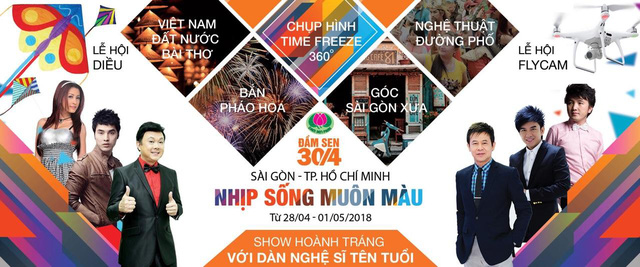 LỄ HỘI
DIỀU
VIỆT NAM
ĐẤT NƯỚC
BÀI THƠ
CHỤP HÌNH
TIME FREEZE
360°
NGHỆ THUẬT
ĐƯỜNG PHỐ
LỄ HỘI
FLYCAM
BẮN
PHÁO HOA
GÓC
SÀI GÒN XƯA
ĐẦM SEN
30/4
SÀI GÒN - TP. HỒ CHÍ MINH
NHỊP SỐNG MUÔN MÀU
Từ 28/04 - 01/05/2018
SHOW HOÀNH TRÁNG
VỚI DÀN NGHỆ SĨ TÊN TUỔI